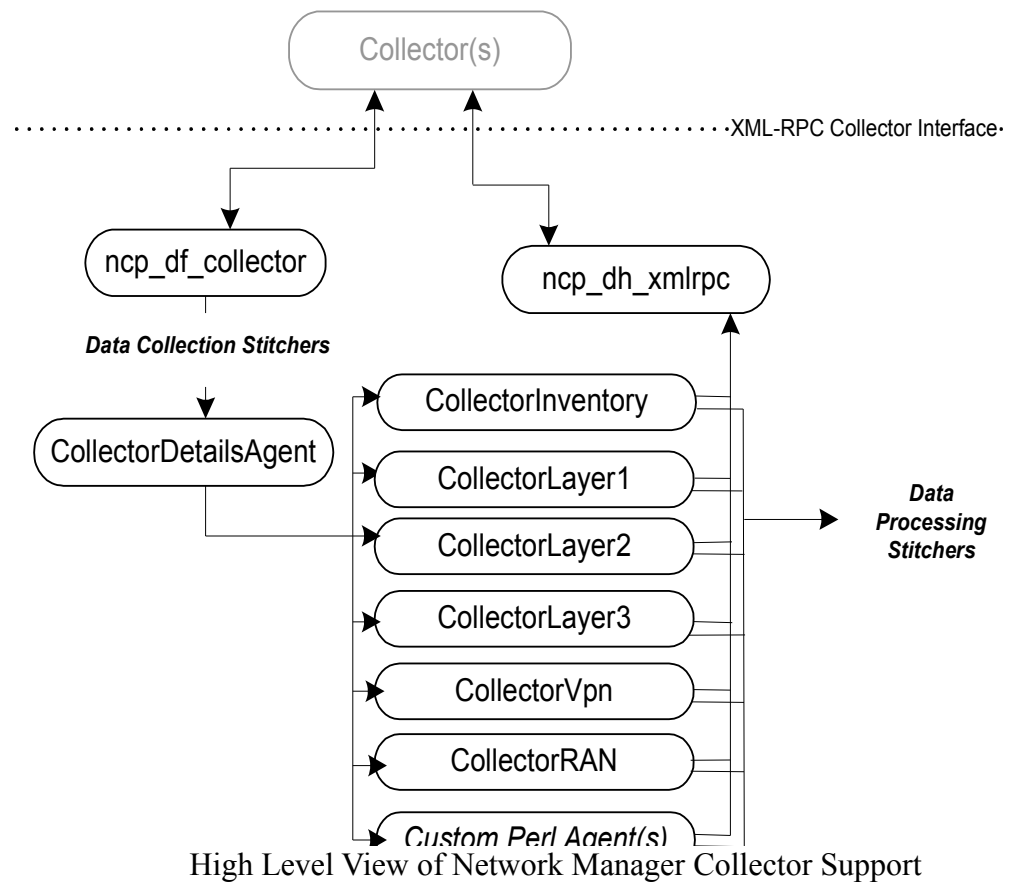 Collector(s)
XML-RPC Collector Interface
ncp_df_collector
ncp_dh_xmlrpc
Data Collection Stitchers
CollectorInventory
CollectorDetailsAgent
CollectorLayer1
Data
Processing
Stitchers
CollectorLayer2
CollectorLayer3
CollectorVpn
CollectorRAN
Custom Perl Agent(s)
High Level View of Network Manager Collector Support